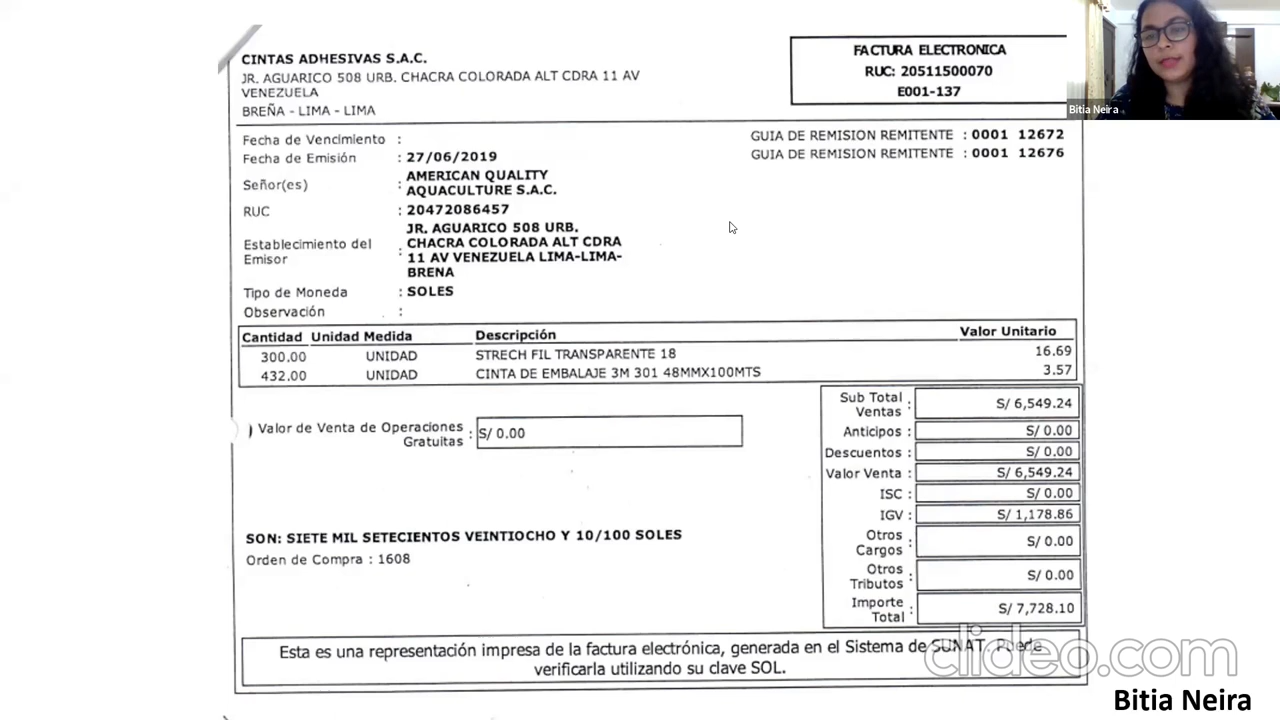 CINTAS ADHESIVAS S.A.C.
JR. AGUARICO 508 URB. CHACRA COLORADA ALT CDRA 11 AV
VENEZUELA
BREÑA - LIMA - LIMA
FACTURA ELECTRONICA
RUC: 20511500070
E001-137
Bitia Neira
Fecha de Vencimiento :
Fecha de Emisión : 27/06/2019
Señor(es) : AMERICAN QUALITY
AQUACULTURE S.A.C.
RUC : 20472086457
Establecimiento del
Emisor : JR. AGUARICO 508 URB.
CHACRA COLORADA ALT CDRA
11 AV VENEZUELA LIMA-LIMA-
BRENA
Tipo de Moneda : SOLES
Observación :
GUIA DE REMISION REMITENTE : 0001 12672
GUIA DE REMISION REMITENTE : 0001 12676
Cantidad Unidad Medida Descripción Valor Unitario
300.00 UNIDAD STRECH FIL TRANSPARENTE 18 16.69
432.00 UNIDAD CINTA DE EMBALAJE 3M 301 48MMX100MTS 3.57
) Valor de Venta de Operaciones
Gratuitas : S/ 0.00
SON: SIETE MIL SETECIENTOS VEINTIOCHO Y 10/100 SOLES
Orden de Compra : 1608
Sub Total
Ventas : S/ 6,549.24
Anticipos : S/ 0.00
Descuentos : S/ 0.00
Valor Venta : S/ 6,549.24
ISC : S/ 0.00
IGV : S/ 1,178.86
Otros
Cargos : S/ 0.00
Otros
Tributos : S/ 0.00
Importe
Total : S/ 7,728.10
Esta es una representación impresa de la factura electrónica, generada en el Sistema de SUNAT. Puede
verificarla utilizando su clave SOL.
clideo.com
Bitia Neira